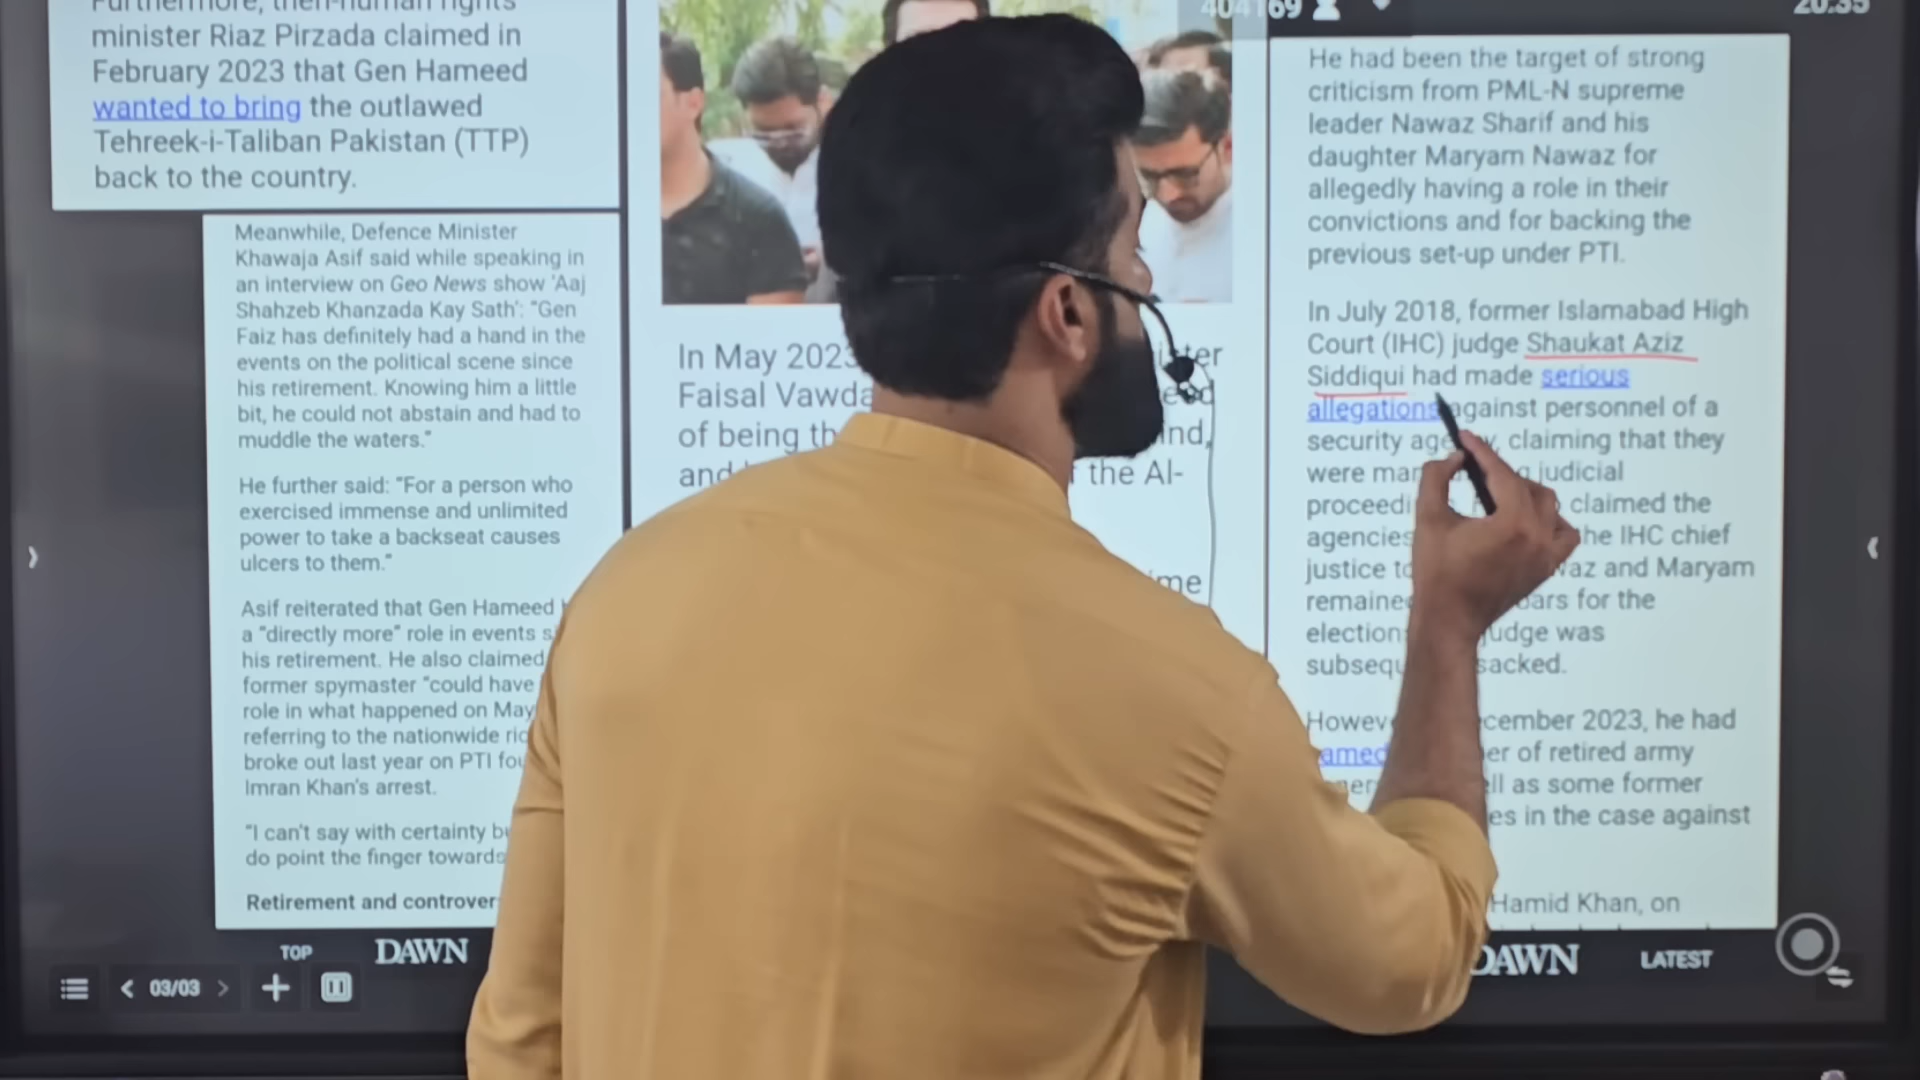 Furthermore, then-human rights
minister Riaz Pirzada claimed in
February 2023 that Gen Hameed
wanted to bring the outlawed
Tehreek-i-Taliban Pakistan (TTP)
back to the country.
Meanwhile, Defence Minister
Khawaja Asif said while speaking in
an interview on Geo News show 'Aaj
Shahzeb Khanzada Kay Sath': "Gen
Faiz has definitely had a hand in the
events on the political scene since
his retirement. Knowing him a little
bit, he could not abstain and had to
muddle the waters."
He further said: "For a person who
exercised immense and unlimited
power to take a backseat causes
ulcers to them."
Asif reiterated that Gen Hameed
a "directly more" role in events
his retirement. He also claimed
former spymaster "could have
role in what happened on May
referring to the nationwide
broke out last year on PTI
Imran Khan's arrest.
"I can't say with certainty
do point the finger
Retirement and
TOP DAWN
03/03
In May
Faisal
of being
the Al-
404169
20:35
He had been the target of strong
criticism from PML-N supreme
leader Nawaz Sharif and his
daughter Maryam Nawaz for
allegedly having a role in their
convictions and for backing the
previous set-up under PTI.
In July 2018, former Islamabad High
Court (IHC) judge Shaukat Aziz
Siddiqui had made serious
allegations against personnel of a
security claiming that they
were judicial
claimed the
agencies the IHC chief
justice and Maryam
for the
was
sacked.
2023, he had
of retired army
as some former
in the case against
Hamid Khan, on
DAWN LATEST